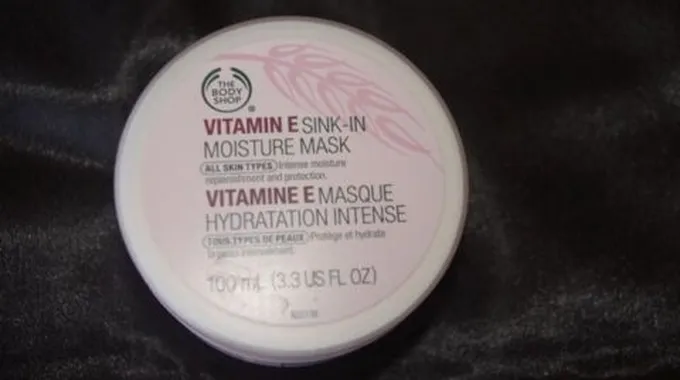 THE
BODY
SHOP
®
VITAMIN E SINK-IN
MOISTURE MASK
ALL SKIN TYPES Intense moisture
replenishment and protection.
VITAMINE E MASQUE
HYDRATATION INTENSE
TOUS TYPES DE PEAUX Protège et hydrate
100 mL (3.3 US FL OZ)